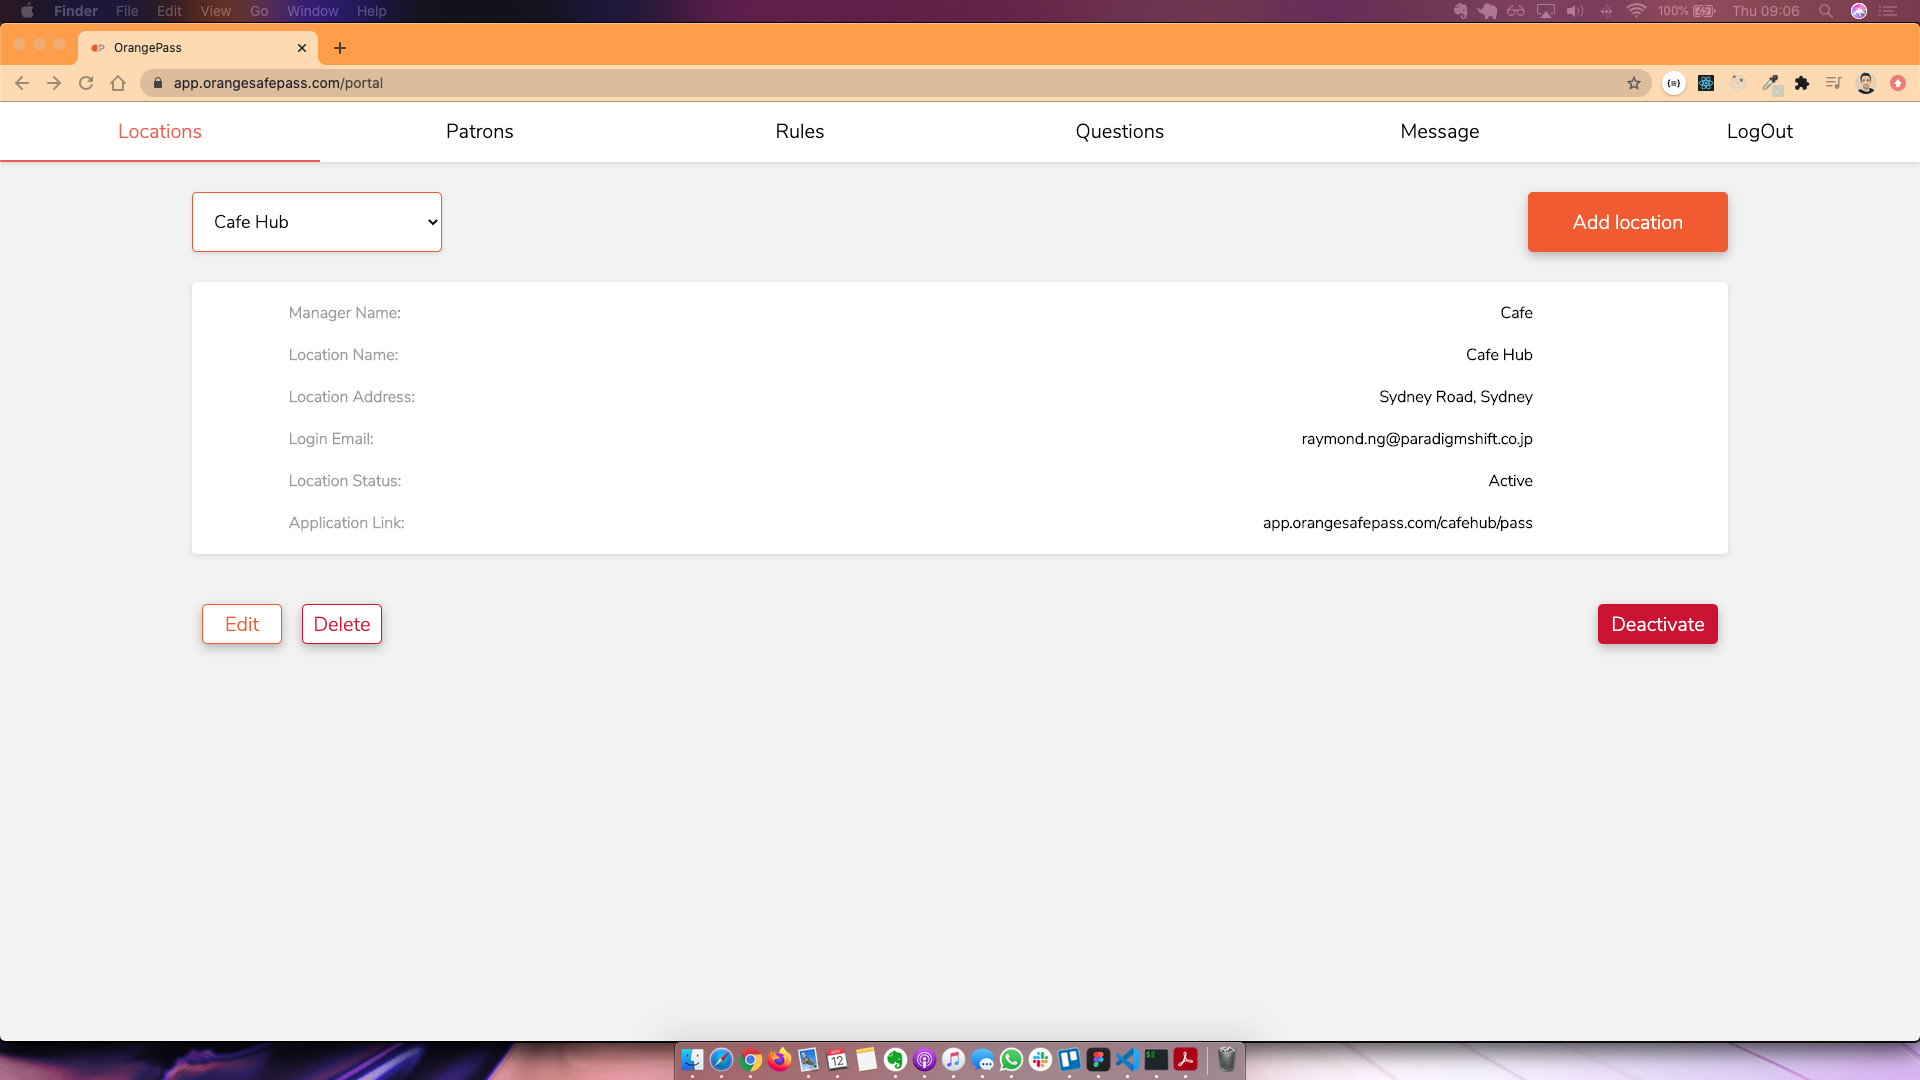 Finder File Edit View Go Window Help 100% Thu 09:06
OrangePass
app.orangesafepass.com/portal
Locations Patrons Rules Questions Message LogOut
Cafe Hub Add location
Manager Name: Cafe
Location Name: Cafe Hub
Location Address: Sydney Road, Sydney
Login Email: raymond.ng@paradigmshift.co.jp
Location Status: Active
Application Link: app.orangesafepass.com/cafehub/pass
Edit Delete Deactivate
12